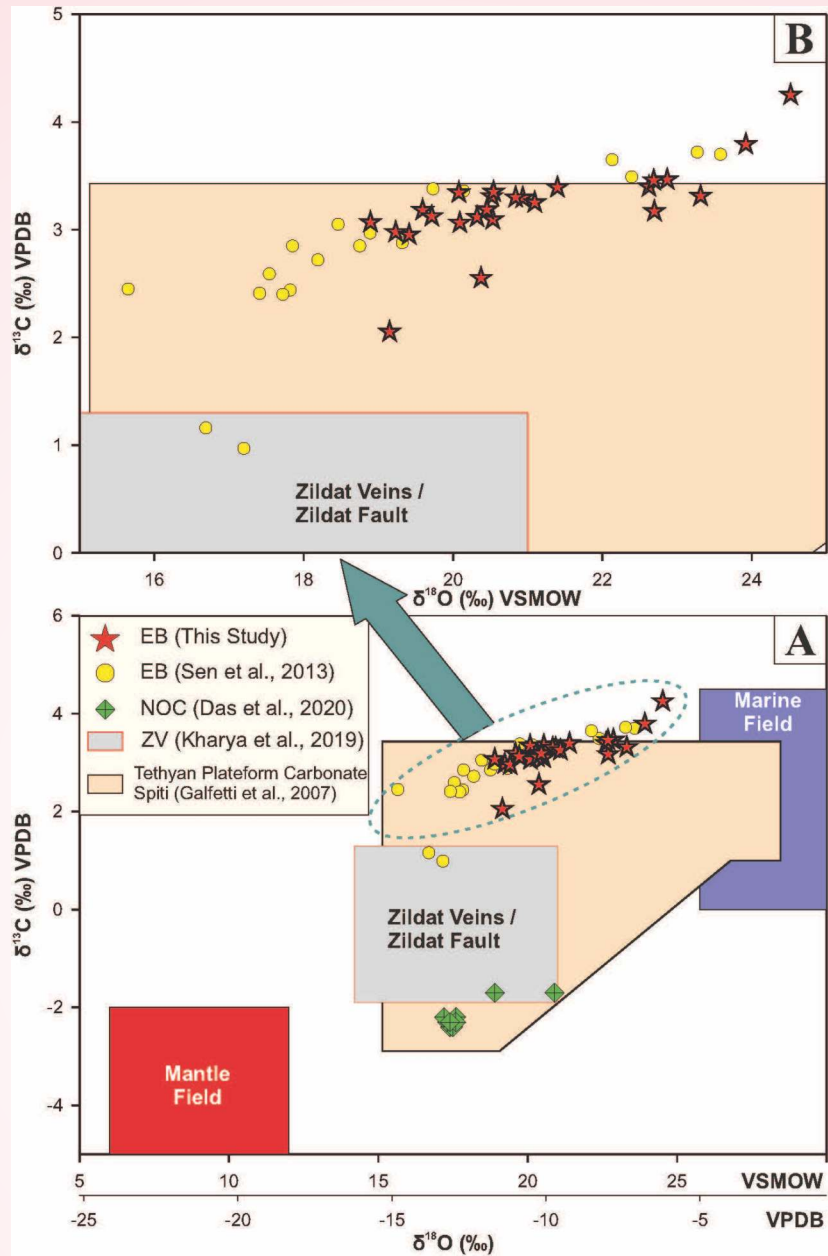 B
5
4
3
2
1
0
δ¹³C (‰) VPDB
Zildat Veins /
Zildat Fault
16
18
20
22
24
δ¹⁸O (‰) VSMOW
A
6
4
2
0
-2
-4
δ¹³C (‰) VPDB
EB (This Study)
EB (Sen et al., 2013)
NOC (Das et al., 2020)
ZV (Kharya et al., 2019)
Tethyan Plateform Carbonate
Spiti (Galfetti et al., 2007)
Marine
Field
Zildat Veins /
Zildat Fault
Mantle
Field
5
10
15
20
25
VSMOW
-25
-20
-15
-10
-5
VPDB
δ¹⁸O (‰)